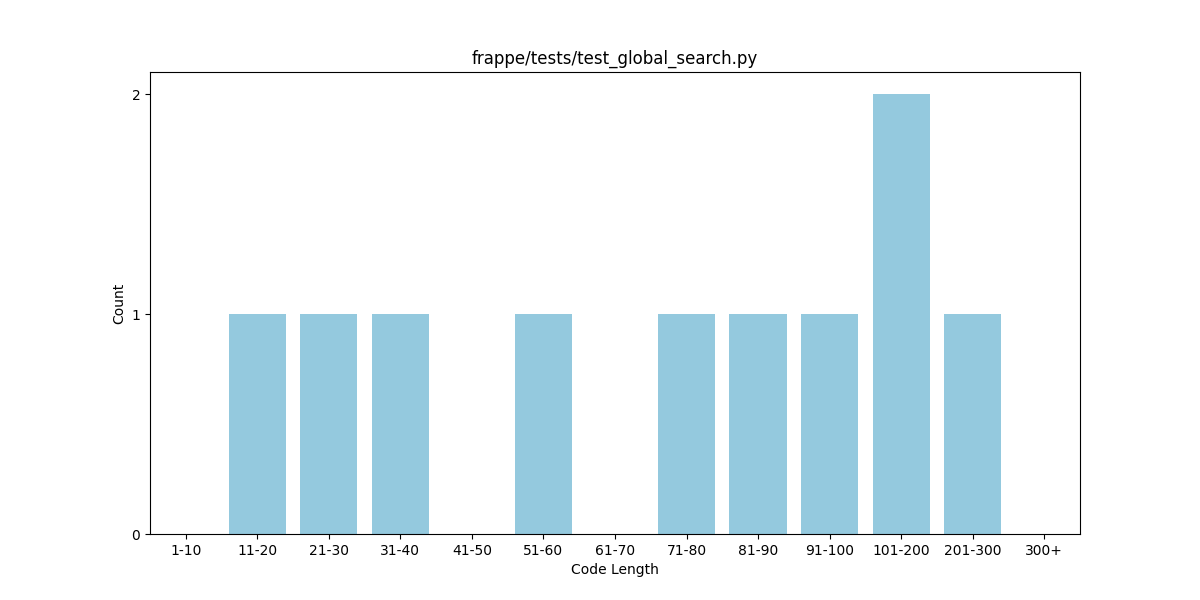 frappe/tests/test_global_search.py
Count
2
1
0
1-10 11-20 21-30 31-40 41-50 51-60 61-70 71-80 81-90 91-100 101-200 201-300 300+
Code Length